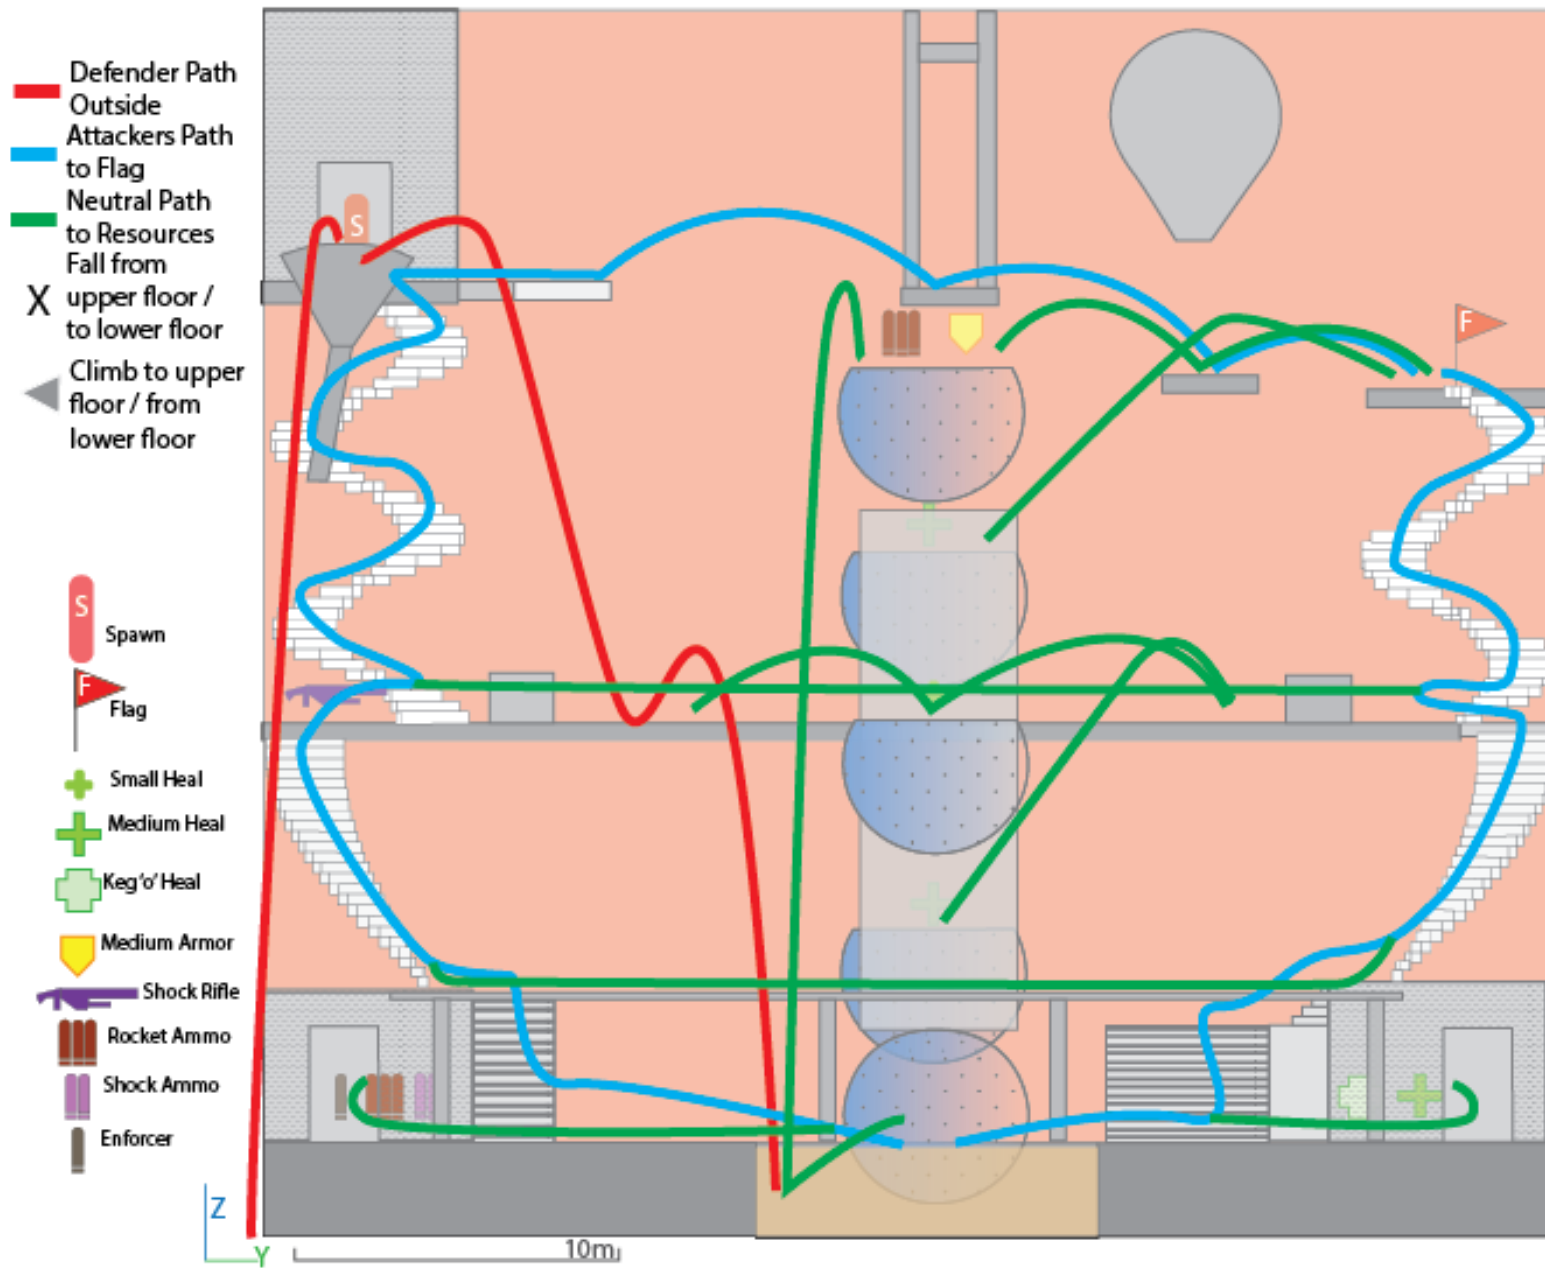 Defender Path
Outside
Attackers Path
to Flag
Neutral Path
to Resources
Fall from
X upper floor /
to lower floor
Climb to upper
floor / from
lower floor
S
F
S
Spawn
F
Flag
Small Heal
Medium Heal
Keg'o' Heal
Medium Armor
Shock Rifle
Rocket Ammo
Shock Ammo
Enforcer
Z
Y
10m